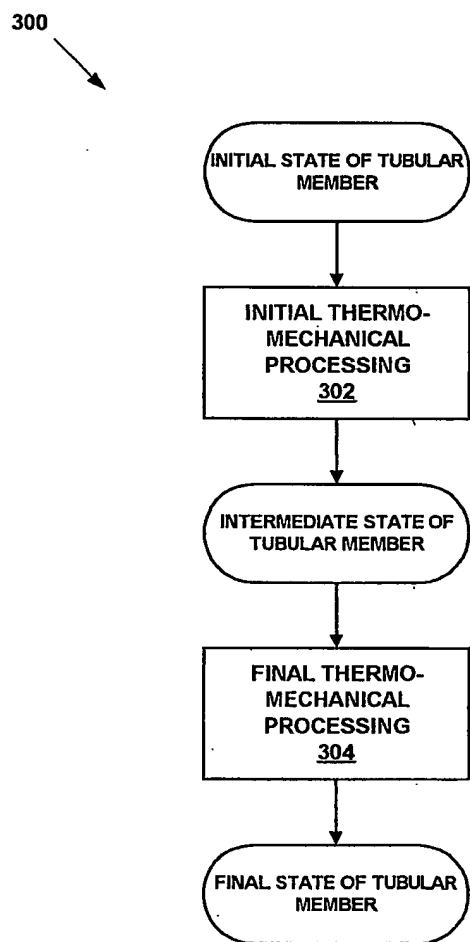 300
INITIAL STATE OF TUBULAR
MEMBER
INITIAL THERMO-
MECHANICAL
PROCESSING
302
INTERMEDIATE STATE OF
TUBULAR MEMBER
FINAL THERMO-
MECHANICAL
PROCESSING
304
FINAL STATE OF TUBULAR
MEMBER